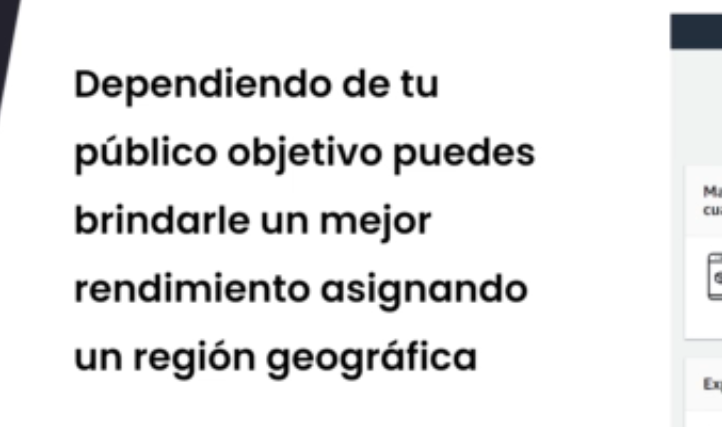 Dependiendo de tu
público objetivo puedes
brindarle un mejor
rendimiento asignando
un región geográfica